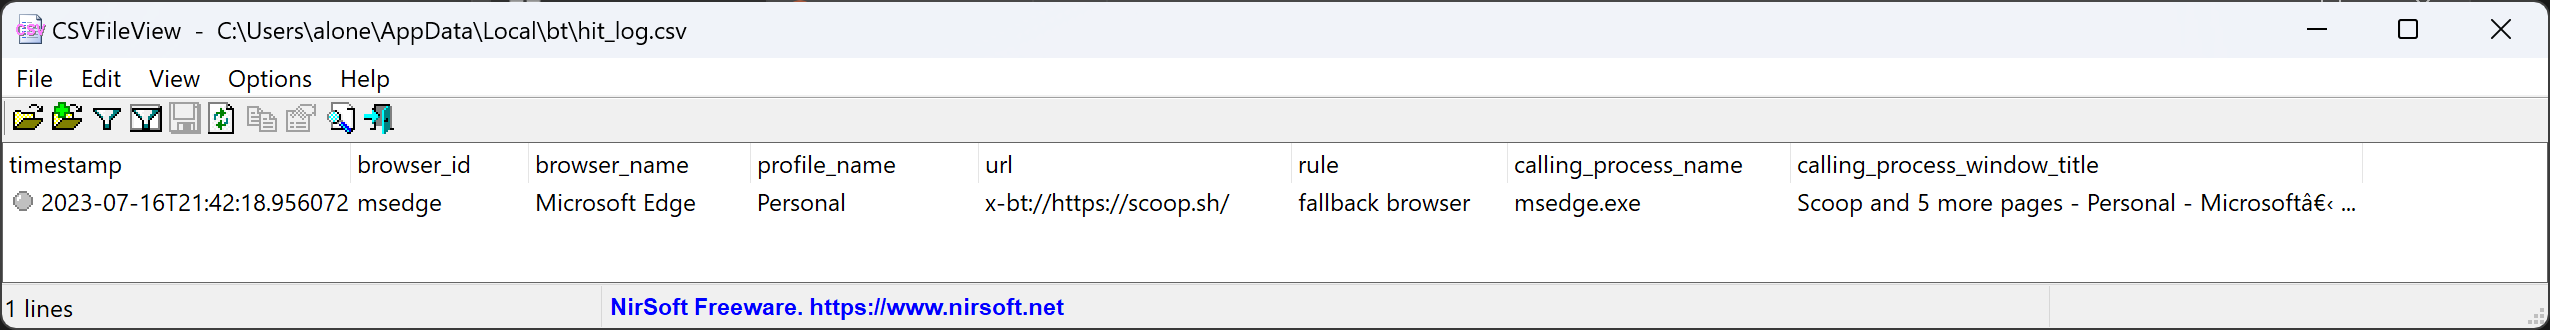 CSVFileView - C:\Users\alone\AppData\Local\bt\hit_log.csv
File Edit View Options Help
timestamp browser_id browser_name profile_name url rule calling_process_name calling_process_window_title
2023-07-16T21:42:18.956072 msedge Microsoft Edge Personal x-bt://https://scoop.sh/ fallback browser msedge.exe Scoop and 5 more pages - Personal - Microsoftâ€‹ ...
1 lines NirSoft Freeware. https://www.nirsoft.net